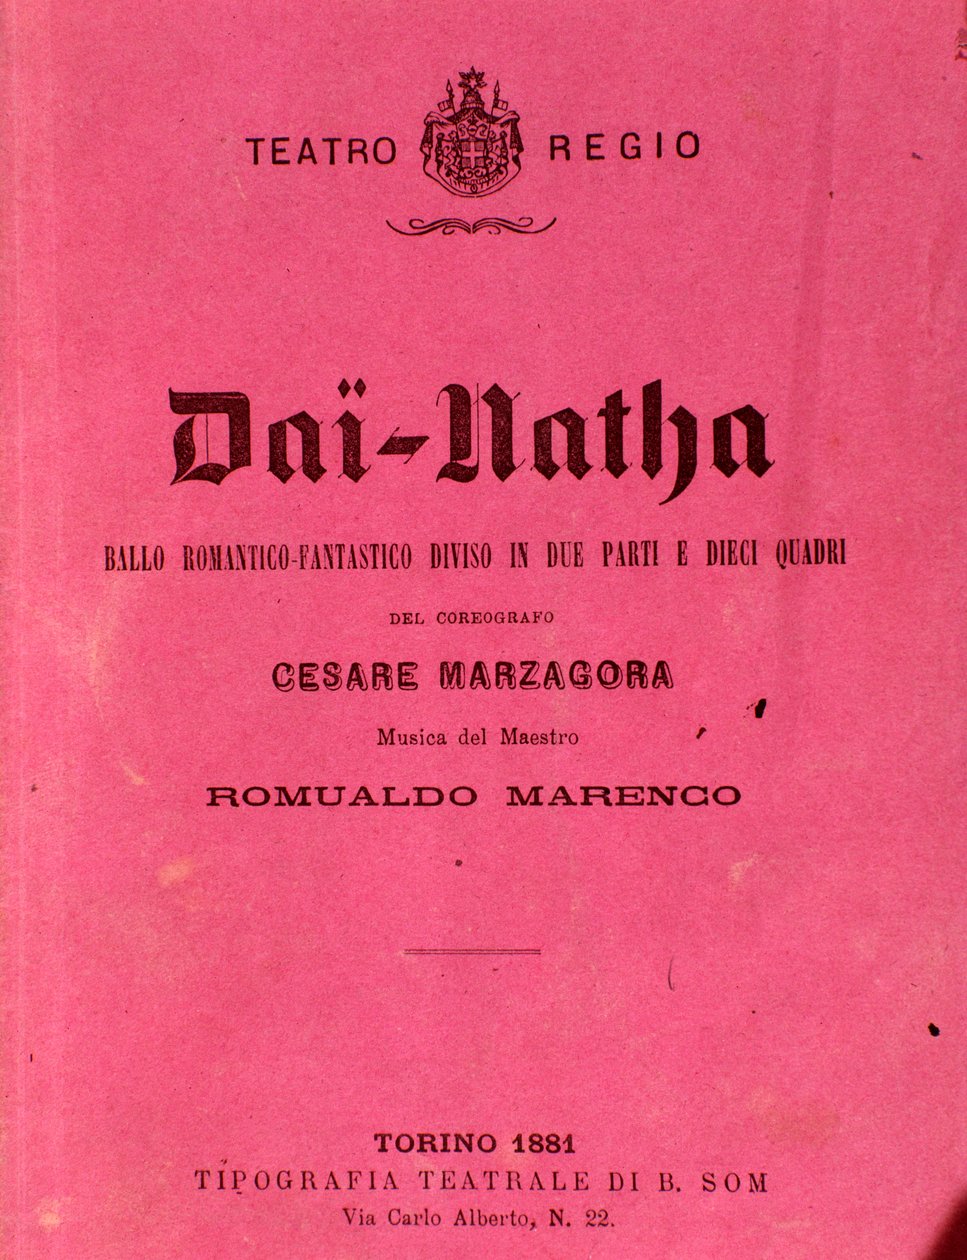 TEATRO REGIO
Daï-Natha
BALLO ROMANTICO-FANTASTICO DIVISO IN DUE PARTI E DIECI QUADRI
DEL COREOGRAFO
CESARE MARZAGORA
Musica del Maestro
ROMUALDO MARENCO
TORINO 1881
TIPOGRAFIA TEATRALE DI B. SOM
Via Carlo Alberto, N. 22.